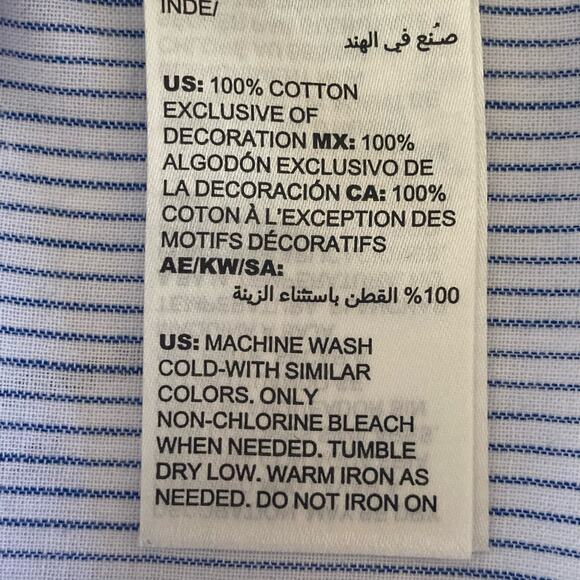 INDE/
صُنع في الهند
US: 100% COTTON
EXCLUSIVE OF
DECORATION MX: 100%
ALGODÓN EXCLUSIVO DE
LA DECORACIÓN CA: 100%
COTON À L'EXCEPTION DES
MOTIFS DÉCORATIFS
AE/KW/SA:
100% القطن باستثناء الزينة
US: MACHINE WASH
COLD-WITH SIMILAR
COLORS. ONLY
NON-CHLORINE BLEACH
WHEN NEEDED. TUMBLE
DRY LOW. WARM IRON AS
NEEDED. DO NOT IRON ON